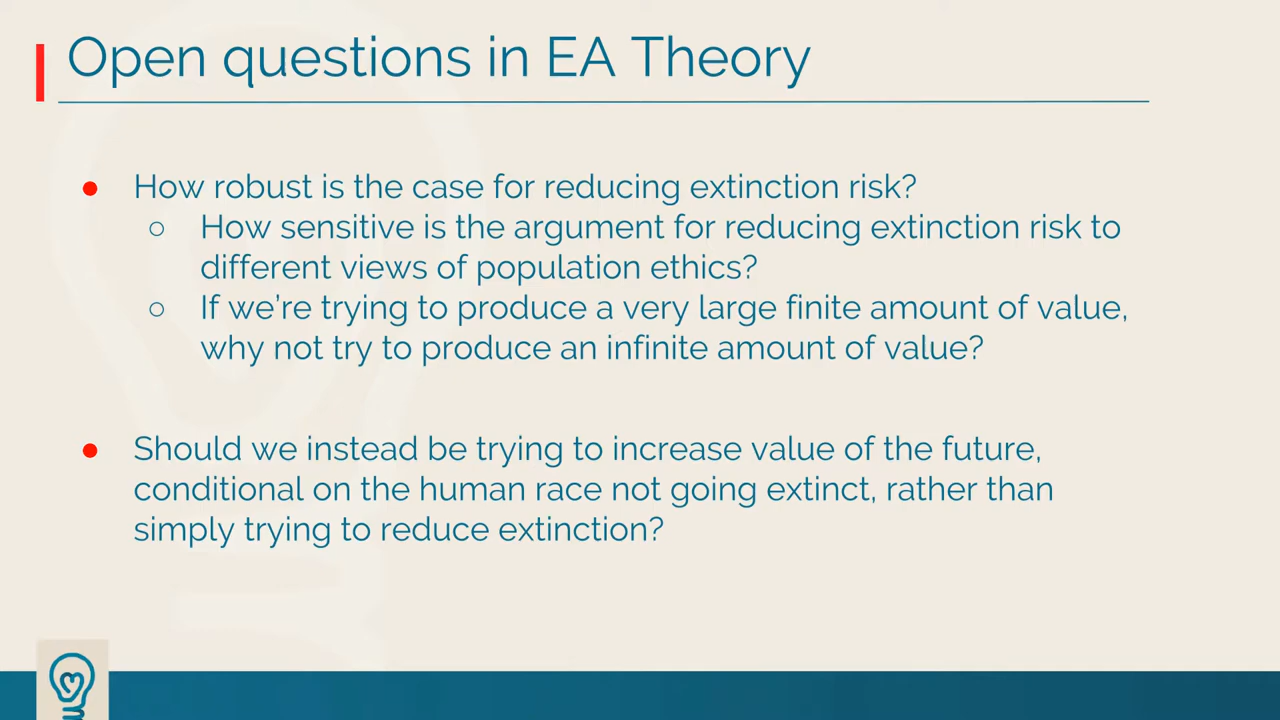 Open questions in EA Theory
● How robust is the case for reducing extinction risk?
○ How sensitive is the argument for reducing extinction risk to
different views of population ethics?
○ If we're trying to produce a very large finite amount of value,
why not try to produce an infinite amount of value?
● Should we instead be trying to increase value of the future,
conditional on the human race not going extinct, rather than
simply trying to reduce extinction?